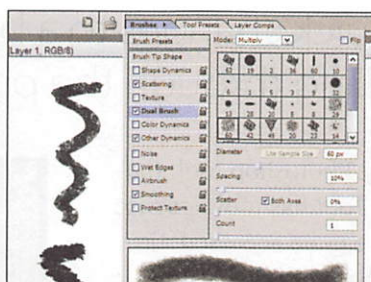 Brushes
Tool Presets
Layer Comps
Layer 1, RGB/8)
Brush Presets
Brush Tip Shape
Shape Dynamics
Scattering
Texture
Dual Brush
Color Dynamics
Other Dynamics
Noise
Wet Edges
Airbrush
Smoothing
Protect Texture
Mode: Multiply
Flip
Diameter
Use Sample Size
60 px
Spacing
10%
Scatter
Both Axes
0%
Count
1